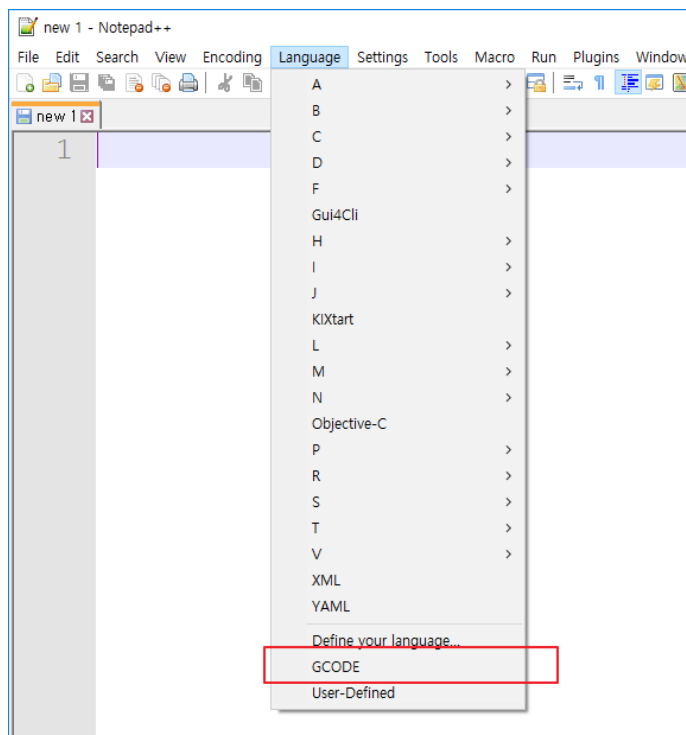 new 1 - Notepad++
File Edit Search View Encoding Language Settings Tools Macro Run Plugins Window
new 1
1
A
B
C
D
F
Gui4Cli
H
I
J
KIXtart
L
M
N
Objective-C
P
R
S
T
V
XML
YAML
Define your language...
GCODE
User-Defined